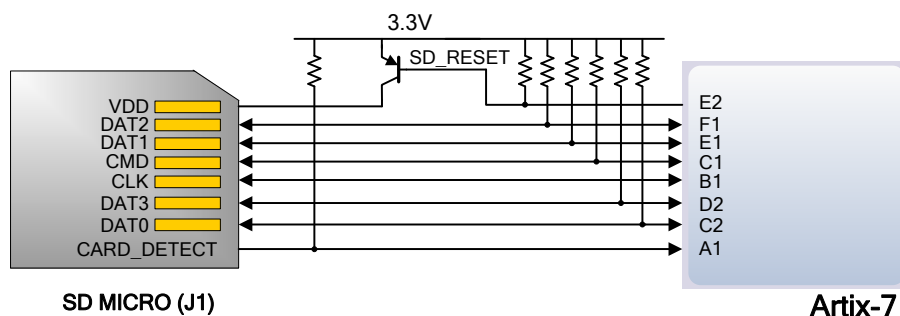 3.3V
SD_RESET
VDD
DAT2
DAT1
CMD
CLK
DAT3
DAT0
CARD_DETECT
E2
F1
E1
C1
B1
D2
C2
A1
SD MICRO (J1)
Artix-7